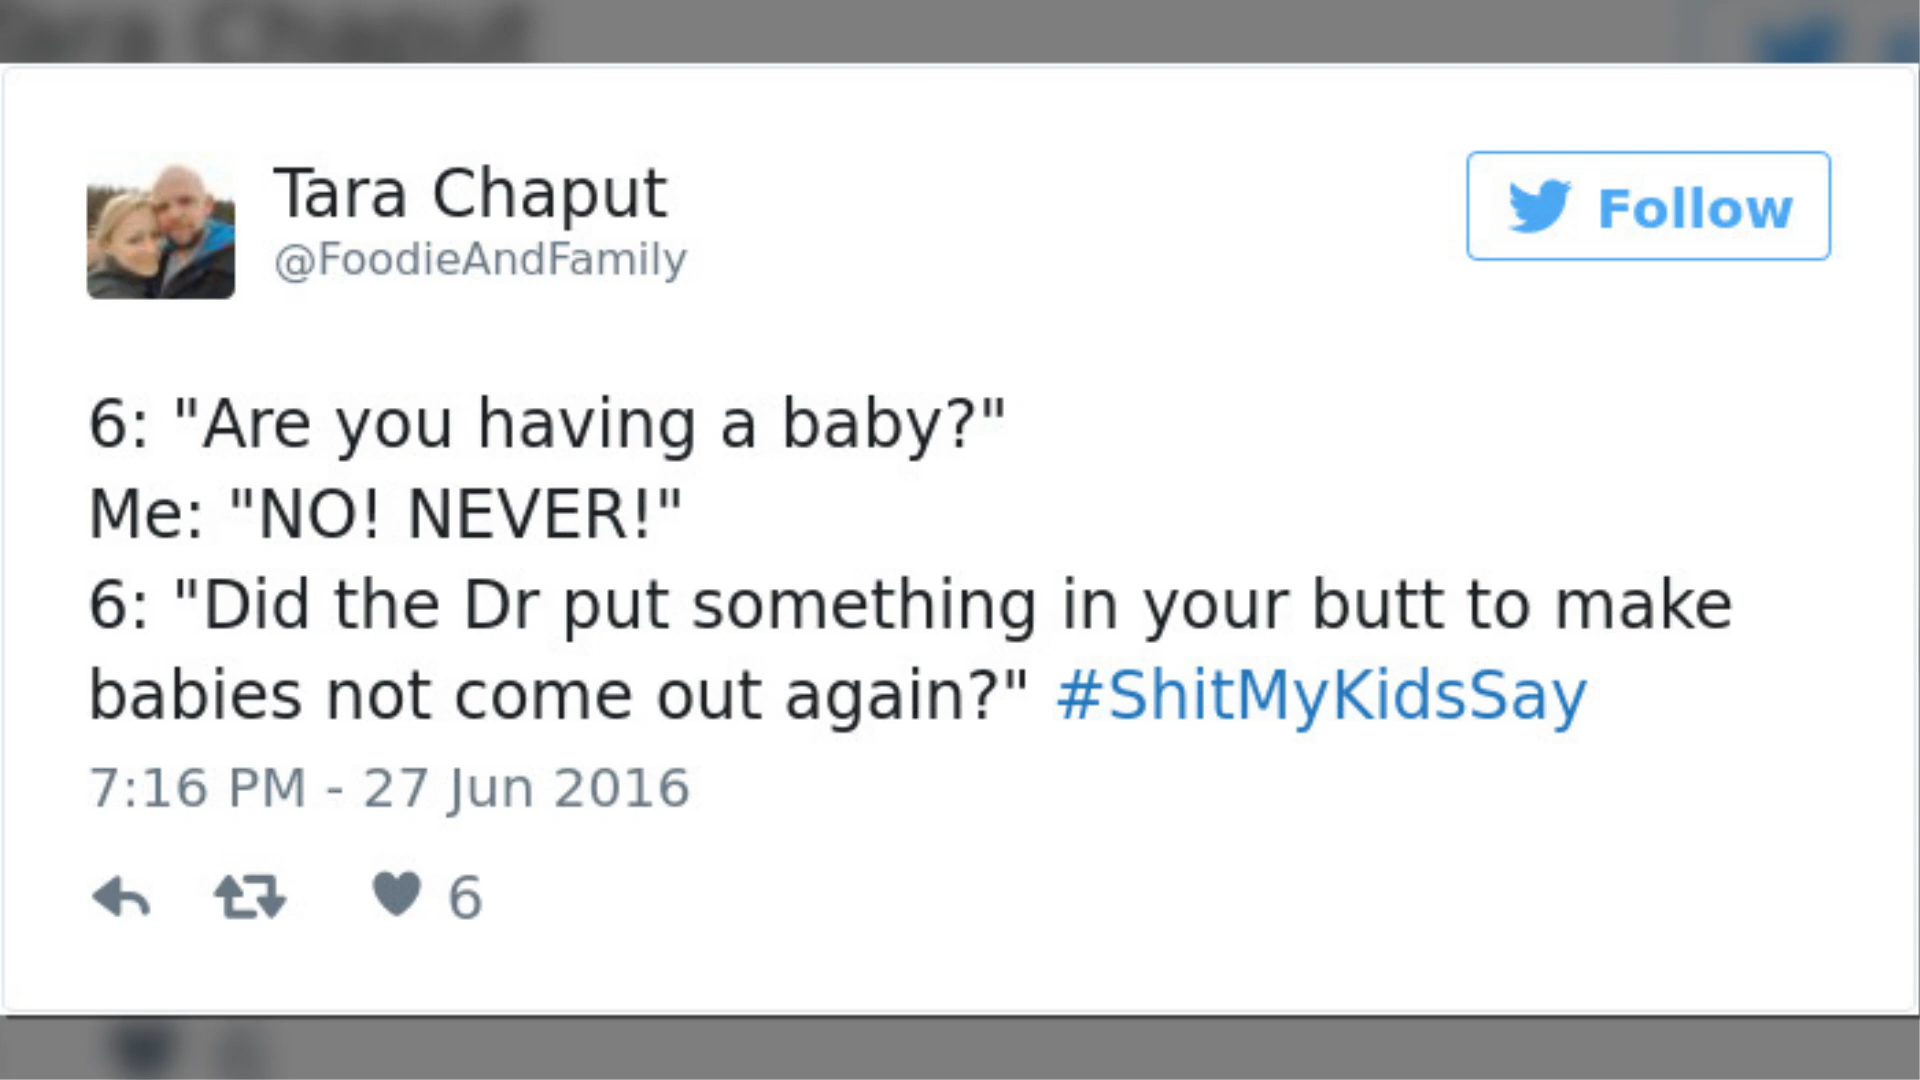 Tara Chaput
@FoodieAndFamily
Follow
6: "Are you having a baby?"
Me: "NO! NEVER!"
6: "Did the Dr put something in your butt to make
babies not come out again?" #ShitMyKidsSay
7:16 PM - 27 Jun 2016
6